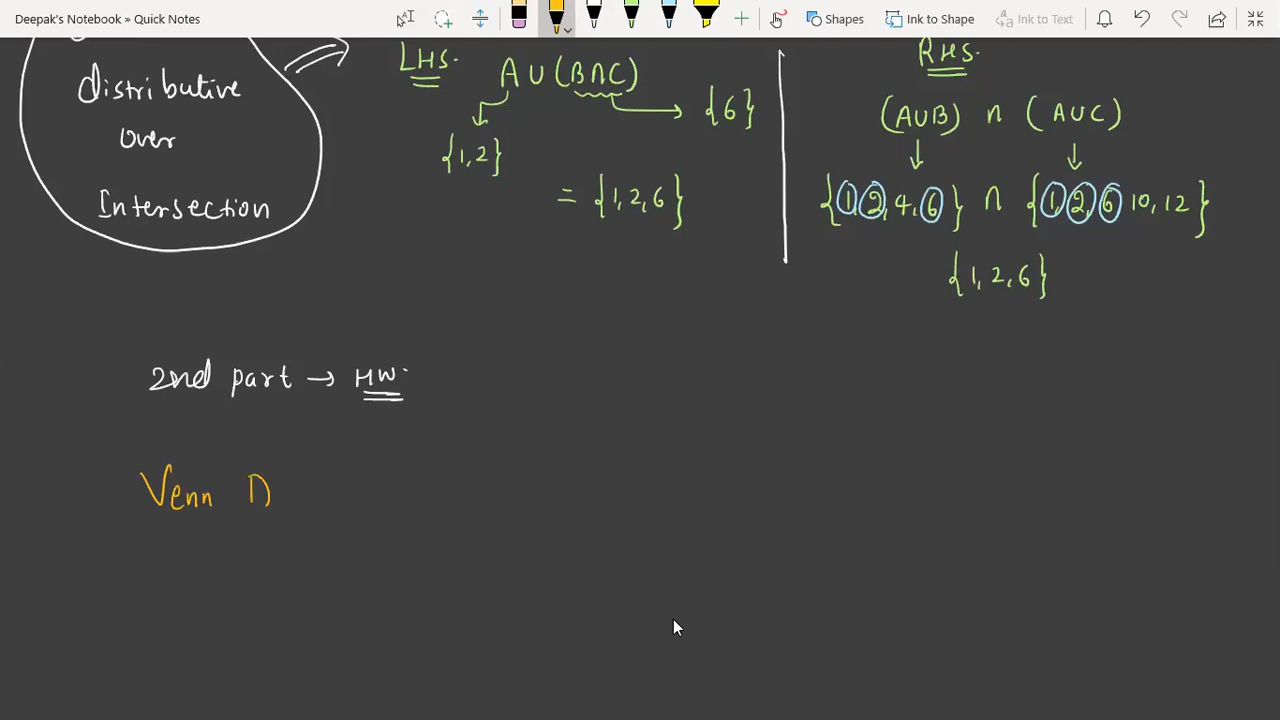 Deepak's Notebook » Quick Notes
Shapes
Ink to Shape
Ink to Text
distributive
over
Intersection
LHS.
A ∪ (B ∩ C)
{6}
{1,2}
= {1,2,6}
RHS.
(A∪B) ∩ (A∪C)
{1,2,4,6} ∩ {1,2,6 10,12}
{1,2,6}
2nd part → HW.
Venn D